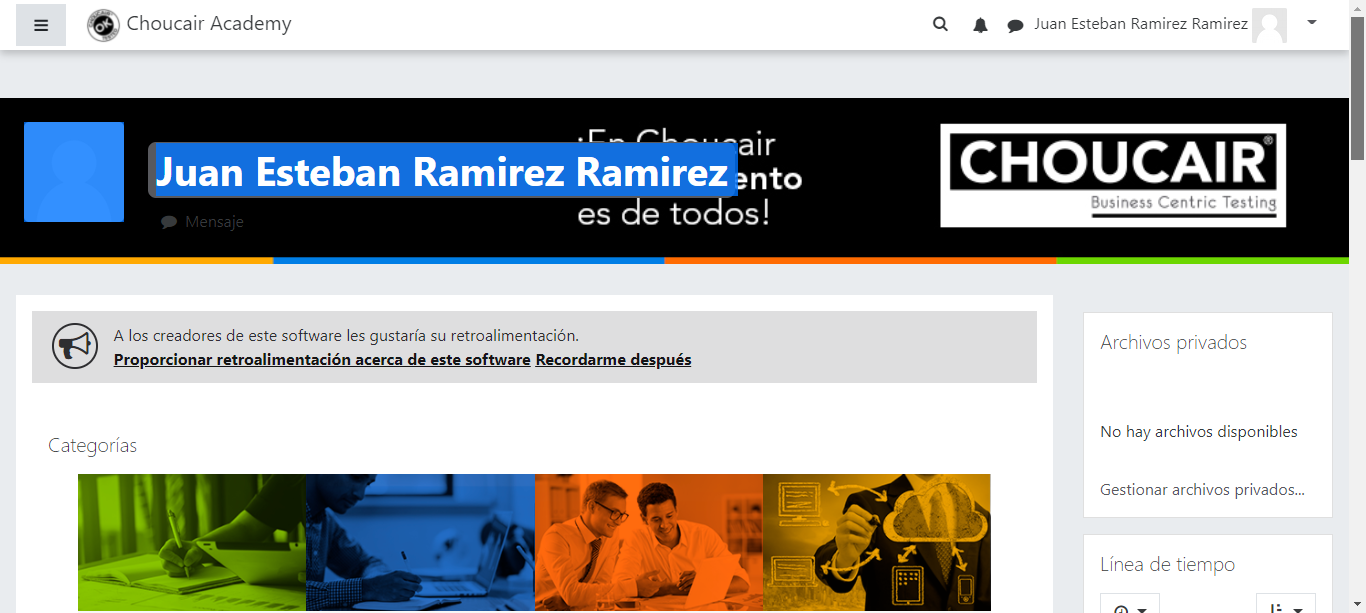 Choucair Academy
Juan Esteban Ramirez Ramirez
¡En Choucair
Juan Esteban Ramirez Ramirez
ento
es de todos!
Mensaje
CHOUCAIR®
Business Centric Testing
A los creadores de este software les gustaría su retroalimentación.
Proporcionar retroalimentación acerca de este software Recordarme después
Categorías
Archivos privados
No hay archivos disponibles
Gestionar archivos privados...
Línea de tiempo